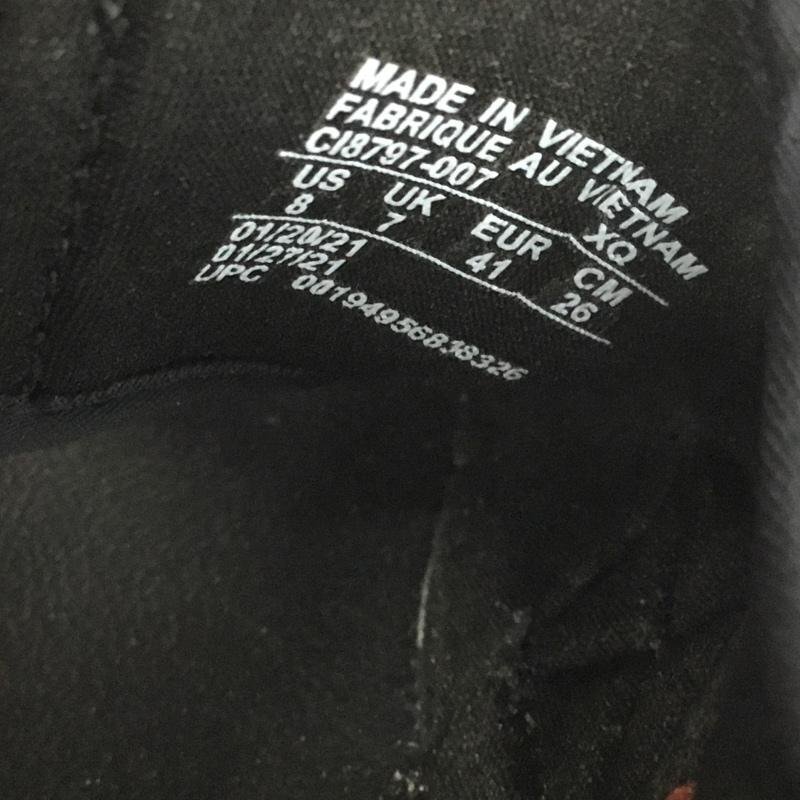 MADE IN VIETNAM
FABRIQUE AU VIETNAM
CI8797-007 XQ
US UK EUR CM
8 7 41 26
01/20/21
01/27/21
UPC 00194956838326